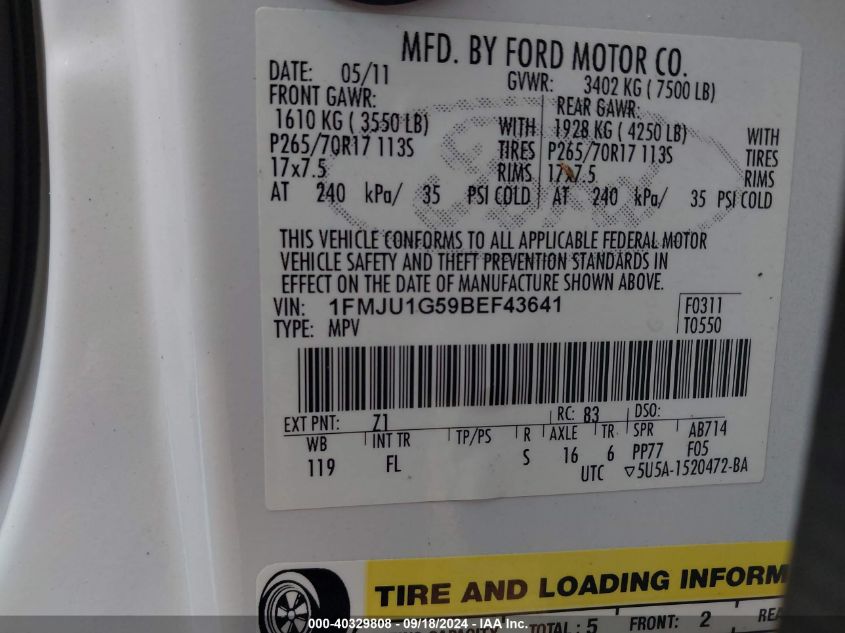 MFD. BY FORD MOTOR CO.
DATE: 05/11 GVWR: 3402 KG ( 7500 LB)
FRONT GAWR: REAR GAWR:
1610 KG ( 3550 LB) WITH 1928 KG ( 4250 LB) WITH
P265/70R17 113S TIRES P265/70R17 113S TIRES
17x7.5 RIMS 17x7.5 RIMS
AT 240 kPa/ 35 PSI COLD AT 240 kPa/ 35 PSI COLD
THIS VEHICLE CONFORMS TO ALL APPLICABLE FEDERAL MOTOR
VEHICLE SAFETY AND THEFT PREVENTION STANDARDS IN
EFFECT ON THE DATE OF MANUFACTURE SHOWN ABOVE.
VIN: 1FMJU1G59BEF43641 F0311
TYPE: MPV T0550
EXT PNT: Z1 RC: 83 DSO:
WB INT TR TP/PS R AXLE TR SPR AB714
119 FL S 16 6 PP77 F05
UTC ▽5U5A-1520472-BA
TIRE AND LOADING INFORM
TOTAL : 5 FRONT: 2 REA
000-40329808 - 09/18/2024 - IAA Inc.